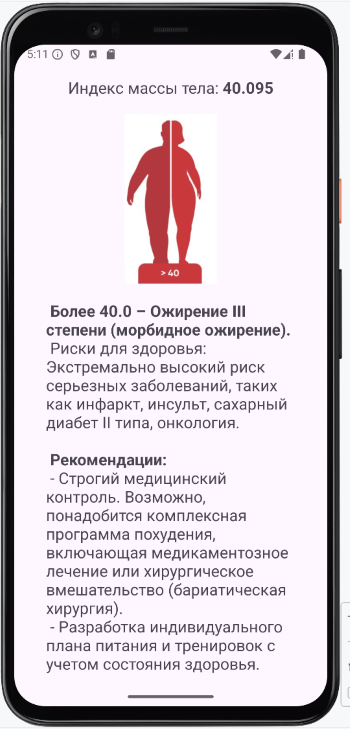 5:11
Индекс массы тела: 40.095
> 40
Более 40.0 – Ожирение III
степени (морбидное ожирение).
Риски для здоровья:
Экстремально высокий риск
серьезных заболеваний, таких
как инфаркт, инсульт, сахарный
диабет II типа, онкология.
Рекомендации:
- Строгий медицинский
контроль. Возможно,
понадобится комплексная
программа похудения,
включающая медикаментозное
лечение или хирургическое
вмешательство (бариатическая
хирургия).
- Разработка индивидуального
плана питания и тренировок с
учетом состояния здоровья.